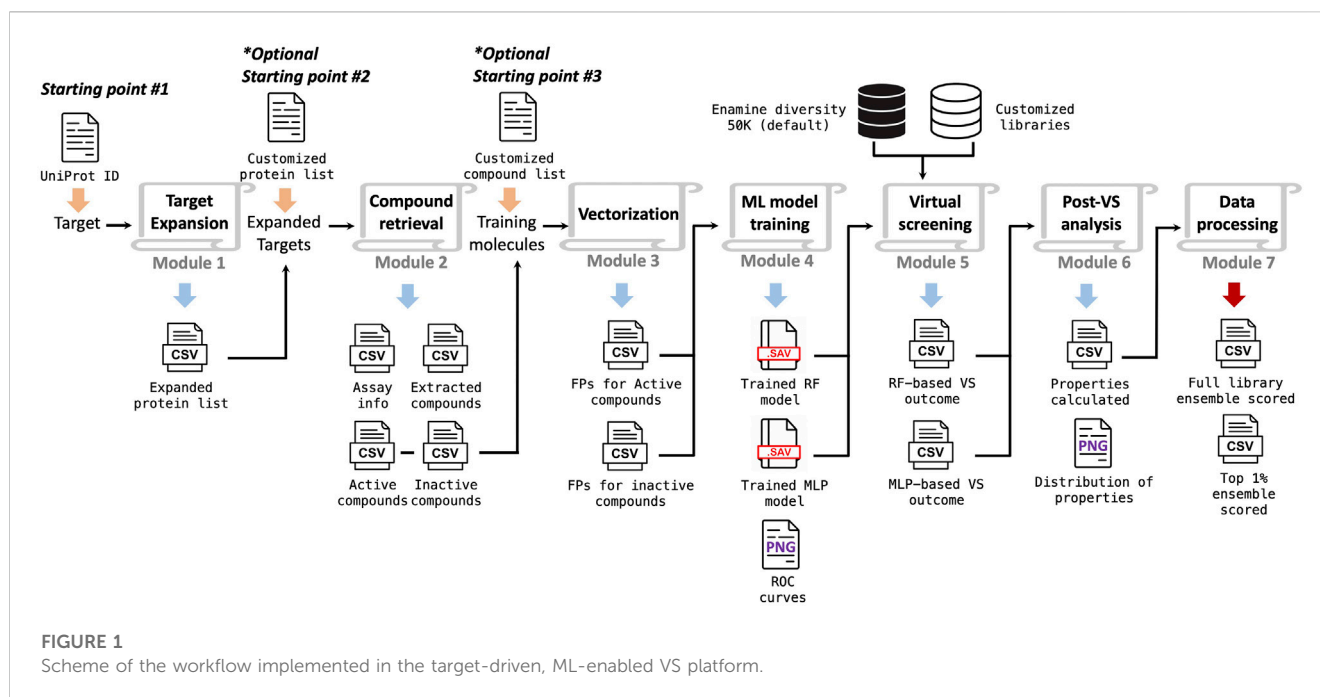 *Optional
Starting point #2
*Optional
Starting point #3
Starting point #1
Enamine diversity
50K (default)
Customized
libraries
UniProt ID
Customized
protein list
Customized
compound list
Target
Target
Expansion
Module 1
Expanded
Targets
Compound
retrieval
Module 2
Training
molecules
Vectorization
Module 3
ML model
training
Module 4
Virtual
screening
Module 5
Post-VS
analysis
Module 6
Data
processing
Module 7
CSV
Expanded
protein list
CSV
Assay
info
CSV
Extracted
compounds
CSV
Active
compounds
CSV
Inactive
compounds
CSV
FPs for Active
compounds
CSV
FPs for inactive
compounds
.SAV
Trained RF
model
.SAV
Trained MLP
model
PNG
ROC
curves
CSV
RF-based VS
outcome
CSV
MLP-based VS
outcome
CSV
Properties
calculated
PNG
Distribution of
properties
CSV
Full library
ensemble scored
CSV
Top 1%
ensemble
scored
FIGURE 1
Scheme of the workflow implemented in the target-driven, ML-enabled VS platform.